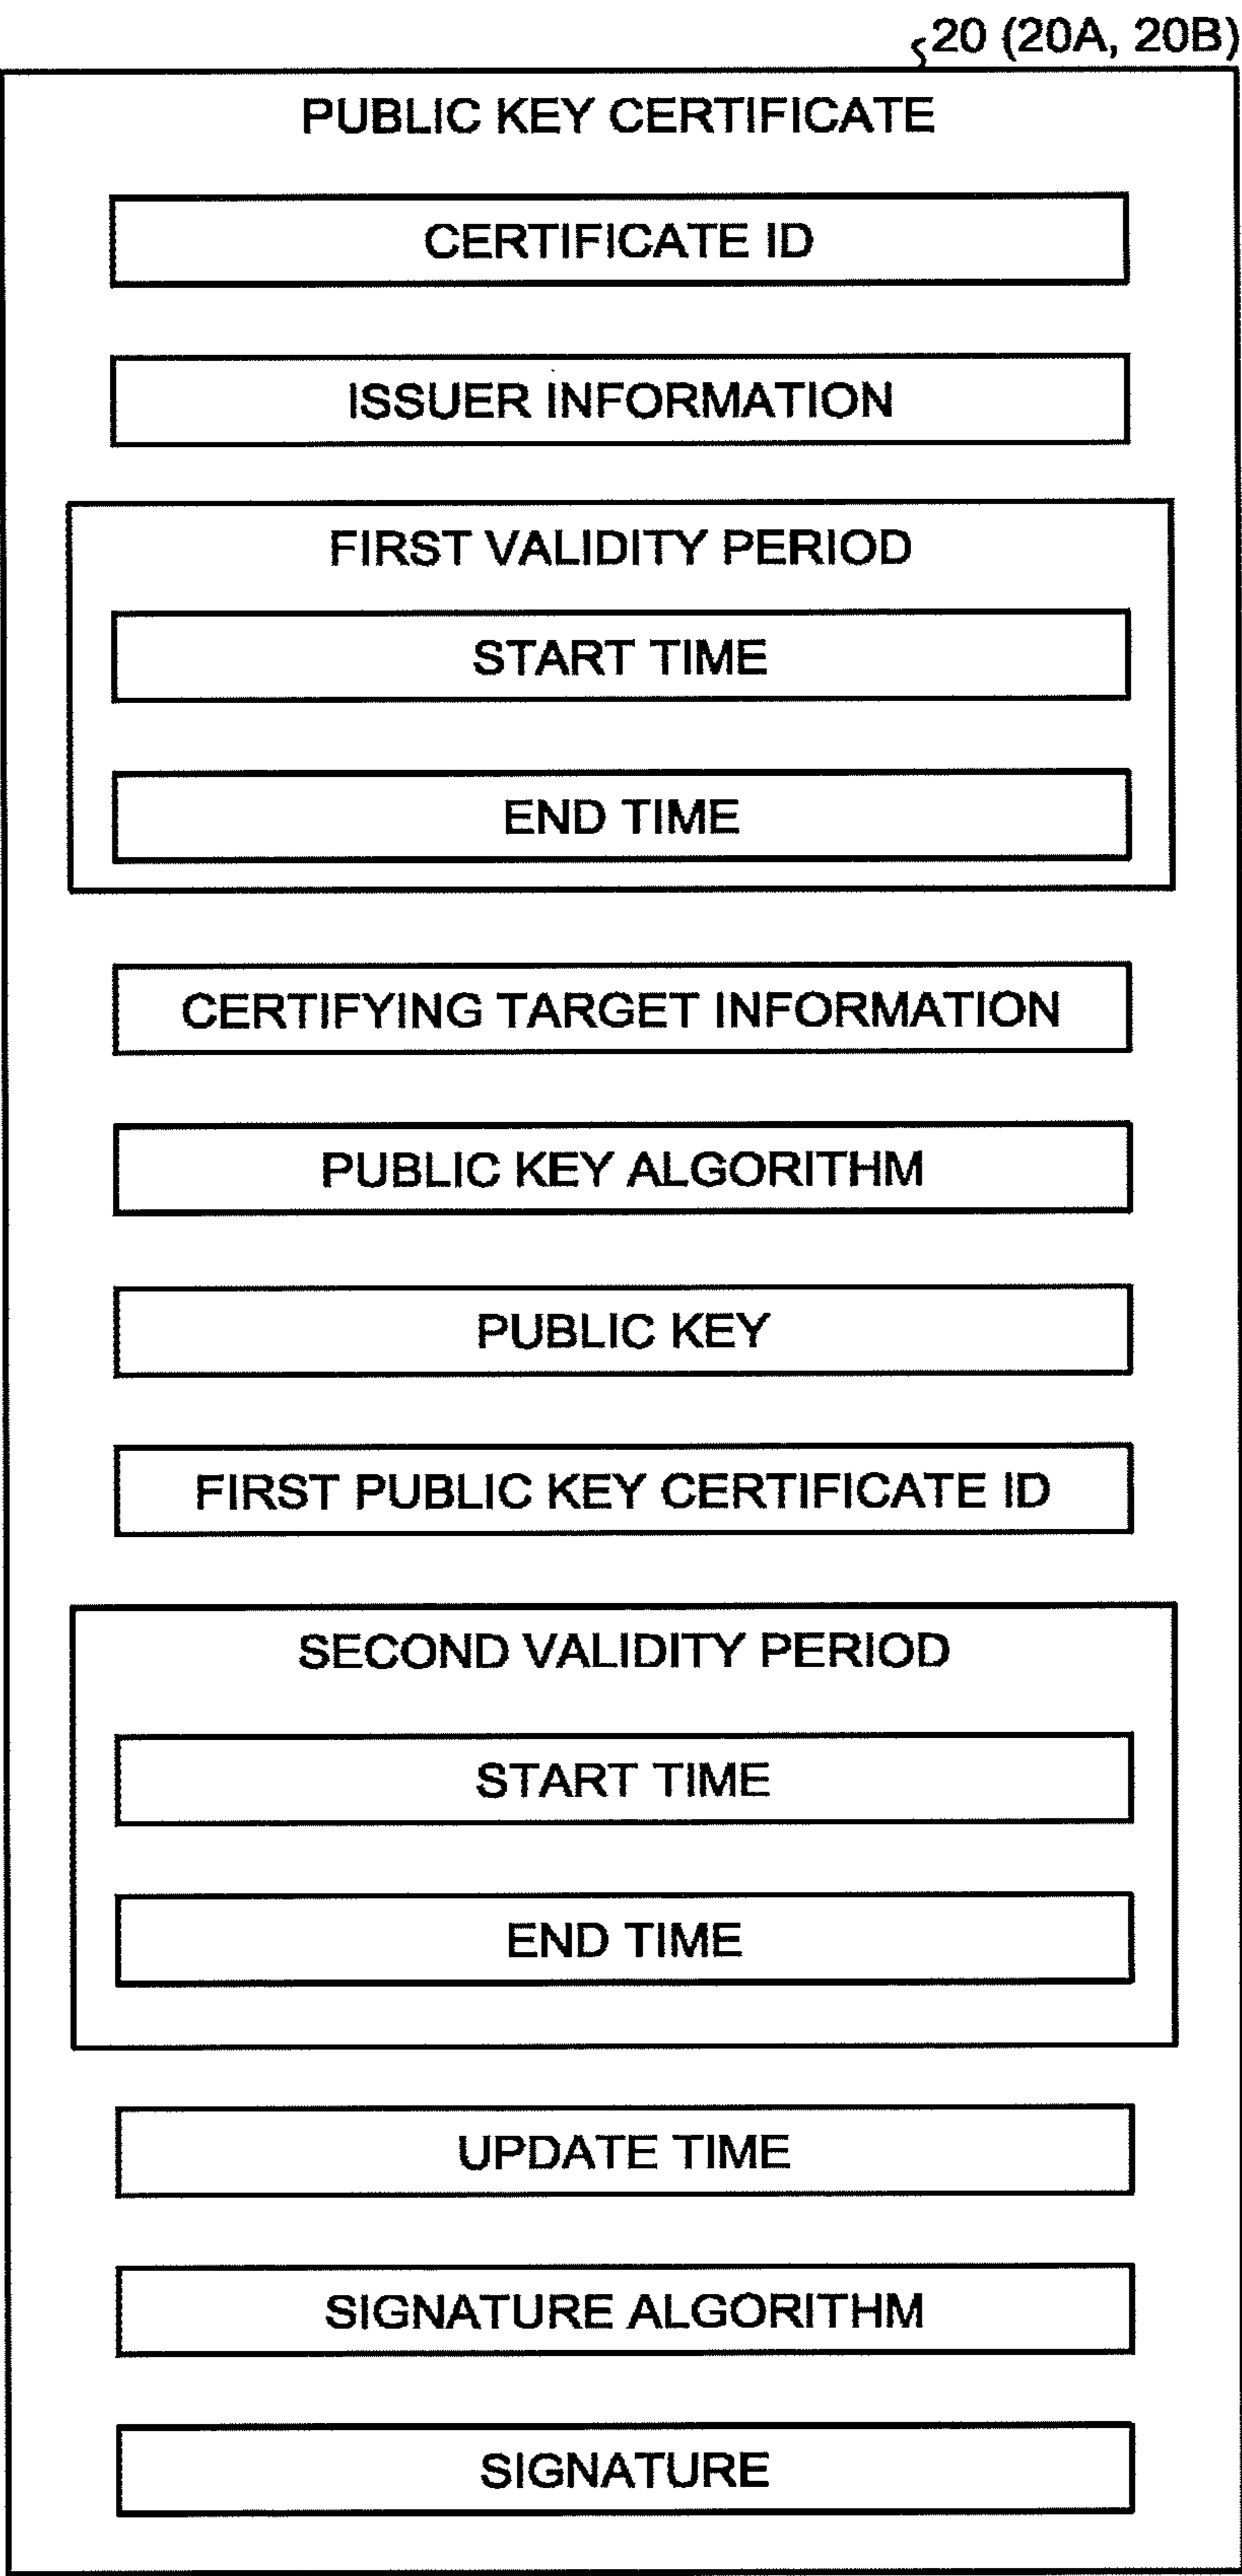 20 (20A, 20B)
PUBLIC KEY CERTIFICATE
CERTIFICATE ID
ISSUER INFORMATION
FIRST VALIDITY PERIOD
START TIME
END TIME
CERTIFYING TARGET INFORMATION
PUBLIC KEY ALGORITHM
PUBLIC KEY
FIRST PUBLIC KEY CERTIFICATE ID
SECOND VALIDITY PERIOD
START TIME
END TIME
UPDATE TIME
SIGNATURE ALGORITHM
SIGNATURE